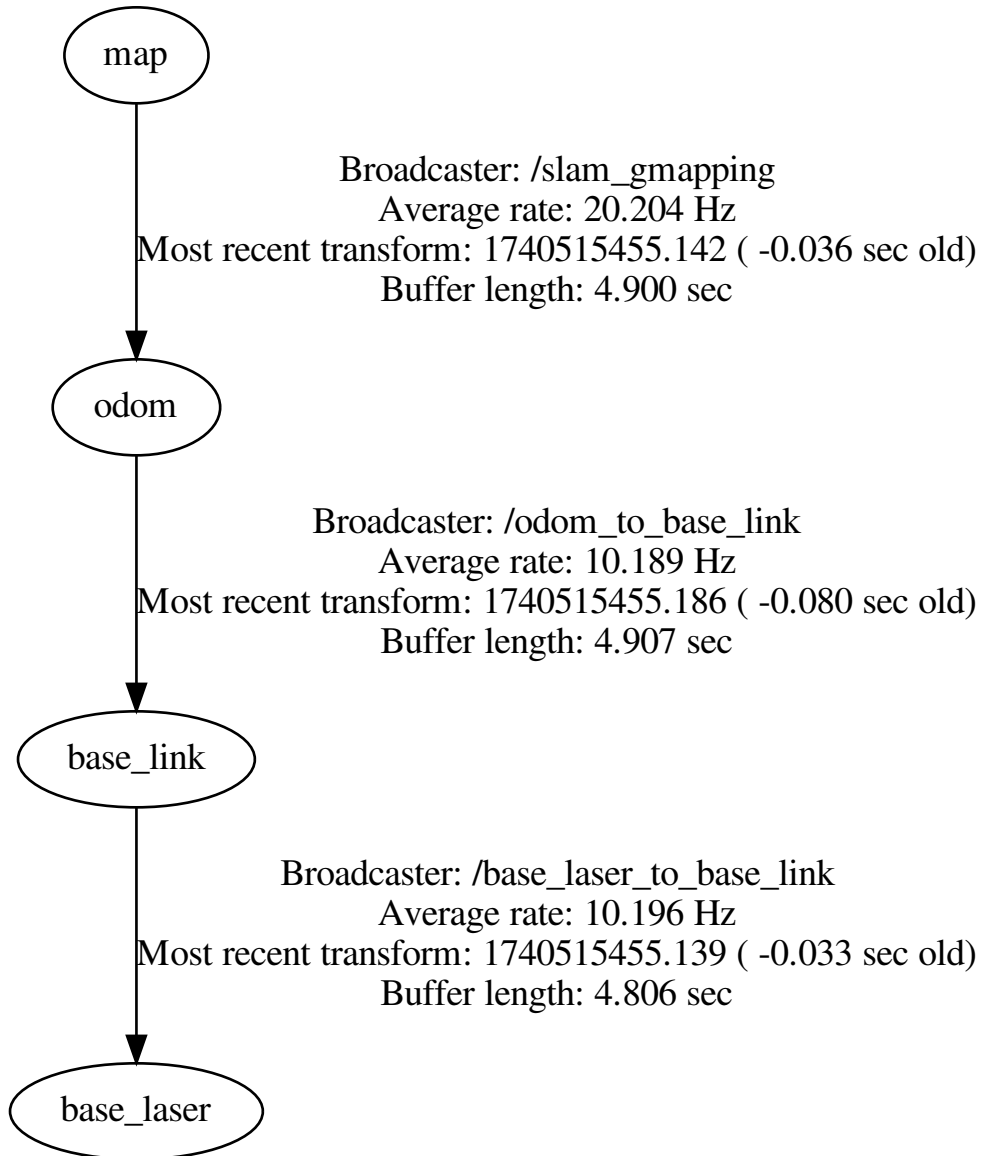 map
Broadcaster: /slam_gmapping
Average rate: 20.204 Hz
Most recent transform: 1740515455.142 ( -0.036 sec old)
Buffer length: 4.900 sec
odom
Broadcaster: /odom_to_base_link
Average rate: 10.189 Hz
Most recent transform: 1740515455.186 ( -0.080 sec old)
Buffer length: 4.907 sec
base_link
Broadcaster: /base_laser_to_base_link
Average rate: 10.196 Hz
Most recent transform: 1740515455.139 ( -0.033 sec old)
Buffer length: 4.806 sec
base_laser